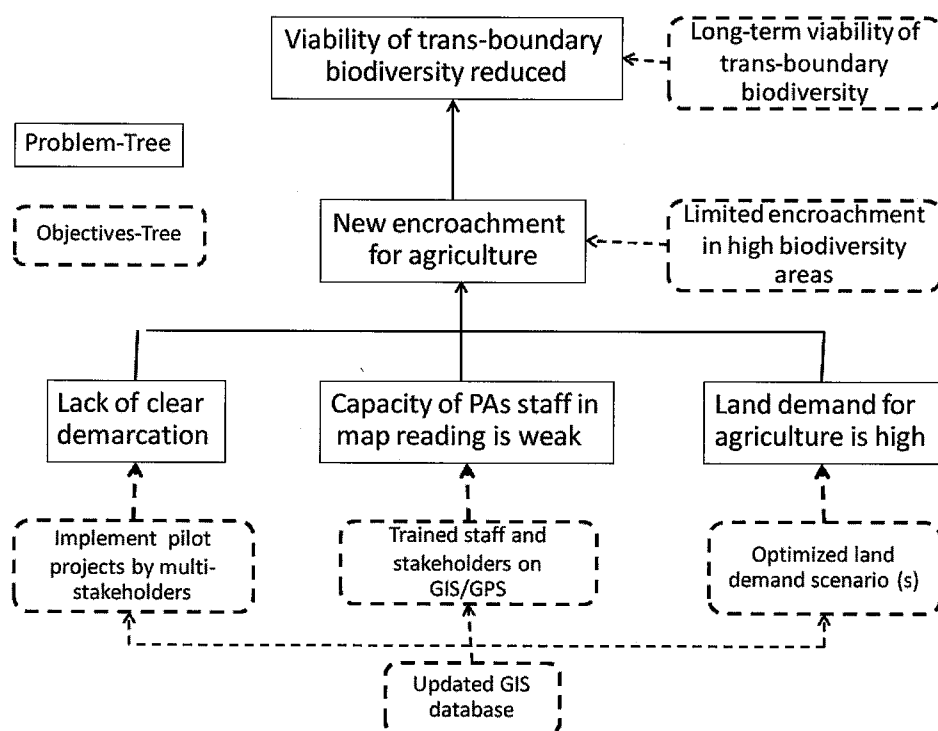 Viability of trans-boundary
biodiversity reduced
Long-term viability of
trans-boundary
biodiversity
Problem-Tree
Objectives-Tree
New encroachment
for agriculture
Limited encroachment
in high biodiversity
areas
Lack of clear
demarcation
Capacity of PAs staff in
map reading is weak
Land demand for
agriculture is high
Implement pilot
projects by multi-
stakeholders
Trained staff and
stakeholders on
GIS/GPS
Optimized land
demand scenario (s)
Updated GIS
database